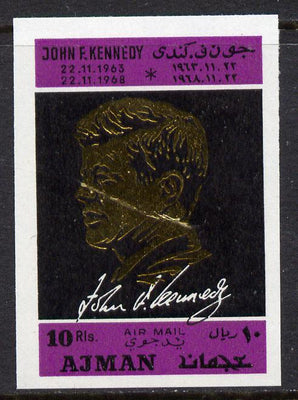 JOHN F. KENNEDY جون ف. كندي
22.11.1963 ١٩٦٣.١١.٢٢
22.11.1968 * ١٩٦٨.١١.٢٢
John F. Kennedy
10 Rls. AIR MAIL ١٠ ريال
بريد جوي
AJMAN عجمان